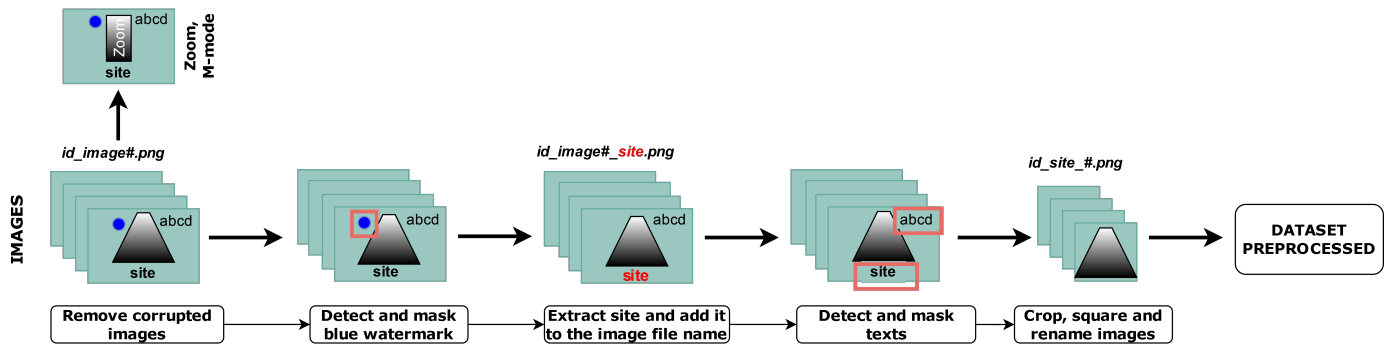 abcd
Zoom
site
Zoom,
M-mode
id_image#.png
id_image#_site.png
id_site_#.png
IMAGES
abcd
site
abcd
site
site
abcd
site
DATASET
PREPROCESSED
Remove corrupted
images
Detect and mask
blue watermark
Extract site and add it
to the image file name
Detect and mask
texts
Crop, square and
rename images